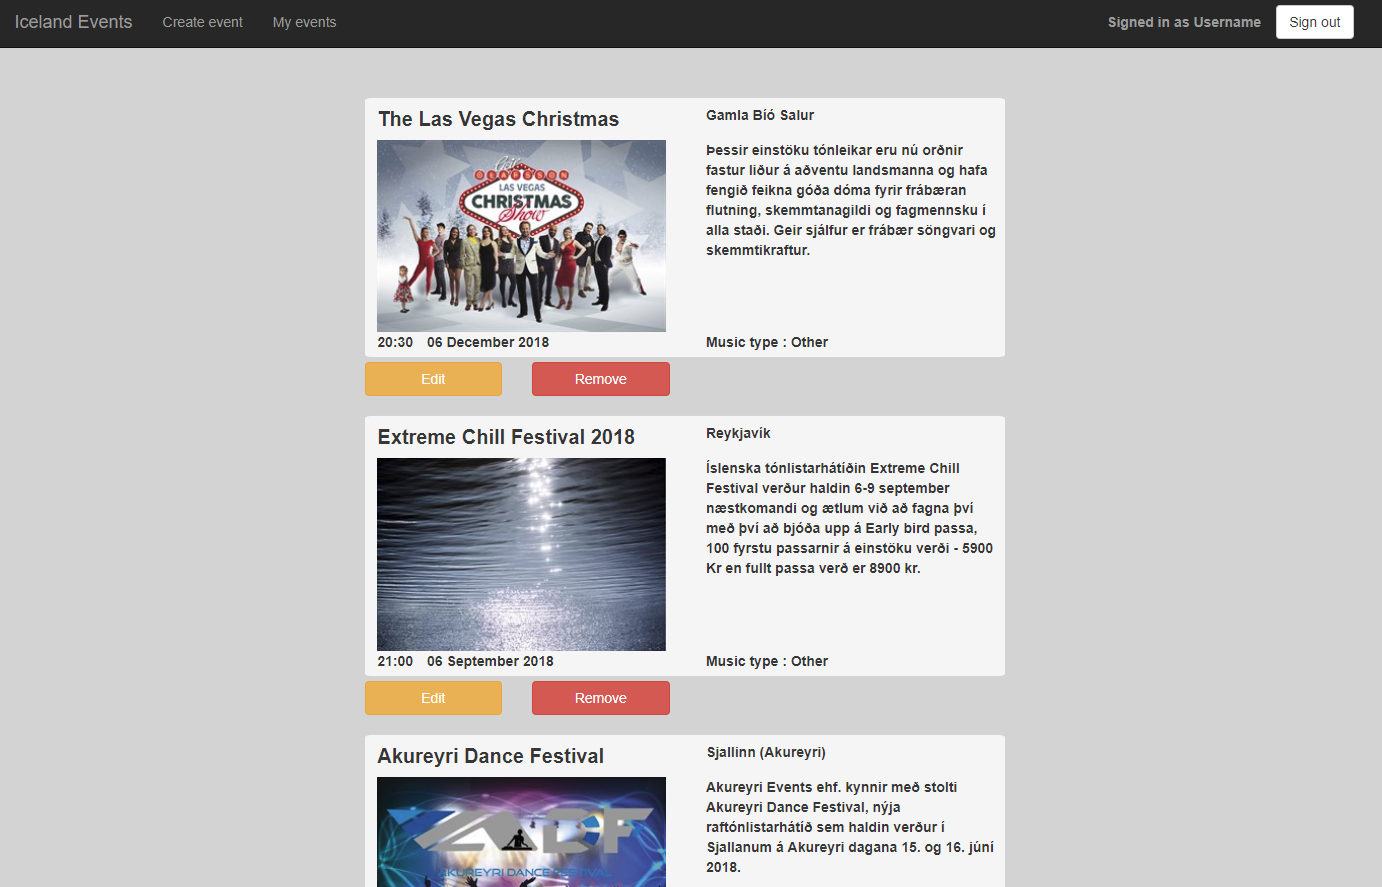 Iceland Events Create event My events Signed in as Username Sign out
The Las Vegas Christmas
Geir
OLAFSSON
LAS VEGAS
CHRISTMAS
Show
20:30 06 December 2018
Gamla Bíó Salur
Þessir einstöku tónleikar eru nú orðnir
fastur liður á aðventu landsmanna og hafa
fengið feikna góða dóma fyrir frábæran
flutning, skemmtanagildi og fagmennsku í
alla staði. Geir sjálfur er frábær söngvari og
skemmtikraftur.
Music type : Other
Edit Remove
Extreme Chill Festival 2018
21:00 06 September 2018
Reykjavík
Íslenska tónlistarhátíðin Extreme Chill
Festival verður haldin 6-9 september
næstkomandi og ætlum við að fagna því
með því að bjóða upp á Early bird passa,
100 fyrstu passarnir á einstöku verði - 5900
Kr en fullt passa verð er 8900 kr.
Music type : Other
Edit Remove
Akureyri Dance Festival
ADF
AKUREYRI DANCE FESTIVAL
Sjallinn (Akureyri)
Akureyri Events ehf. kynnir með stolti
Akureyri Dance Festival, nýja
raftónlistarhátíð sem haldin verður í
Sjallanum á Akureyri dagana 15. og 16. júní
2018.